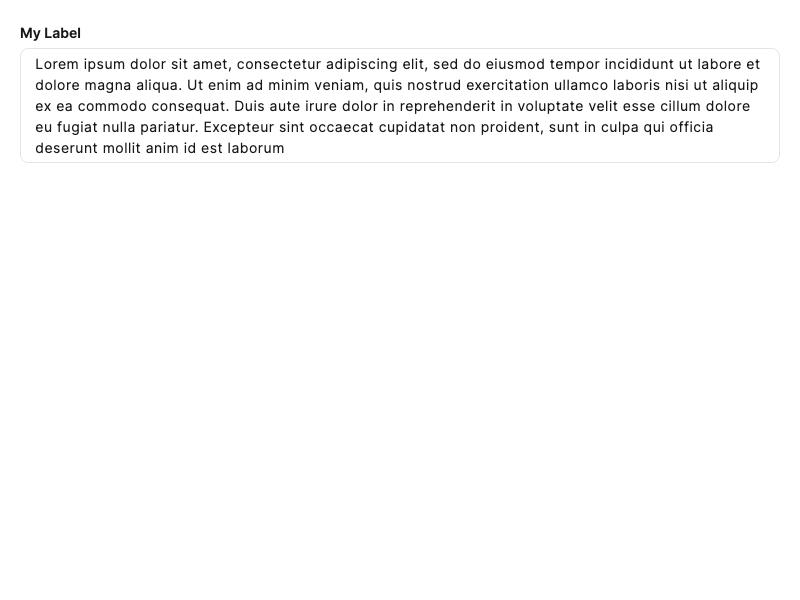 My Label
Lorem ipsum dolor sit amet, consectetur adipiscing elit, sed do eiusmod tempor incididunt ut labore et
dolore magna aliqua. Ut enim ad minim veniam, quis nostrud exercitation ullamco laboris nisi ut aliquip
ex ea commodo consequat. Duis aute irure dolor in reprehenderit in voluptate velit esse cillum dolore
eu fugiat nulla pariatur. Excepteur sint occaecat cupidatat non proident, sunt in culpa qui officia
deserunt mollit anim id est laborum